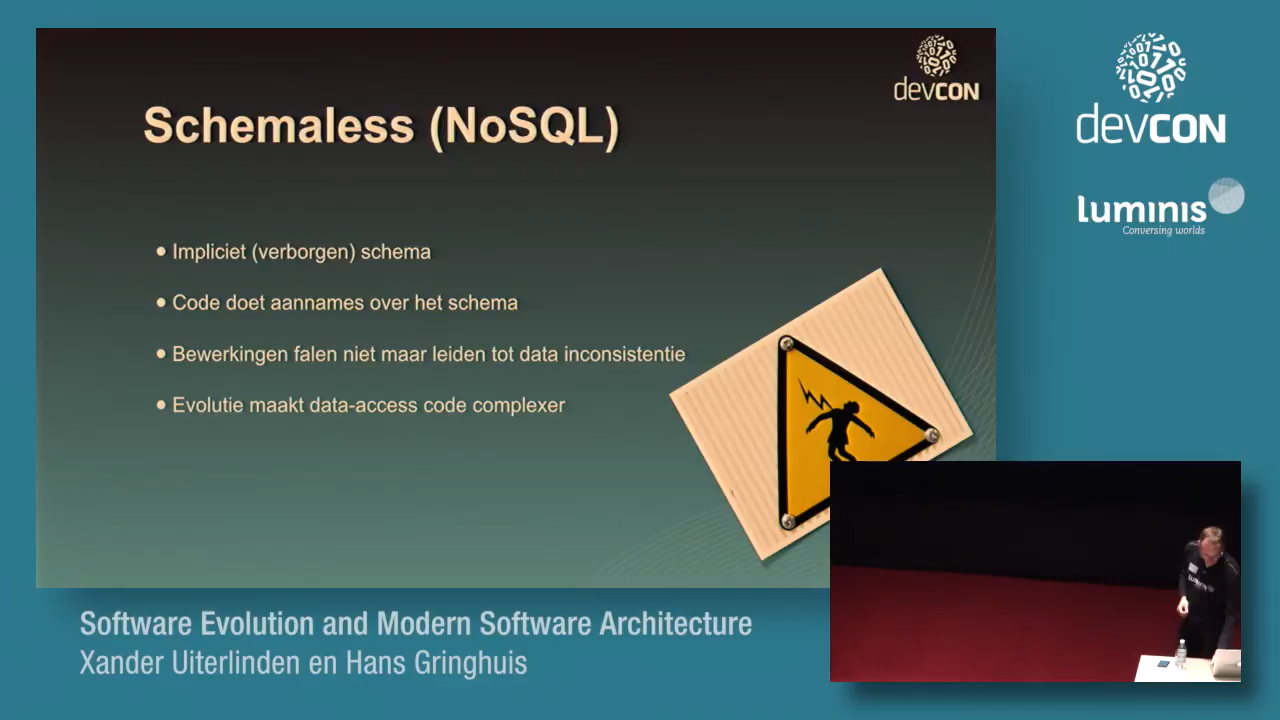 devCON
Schemaless (NoSQL)
Impliciet (verborgen) schema
Code doet aannames over het schema
Bewerkingen falen niet maar leiden tot data inconsistentie
Evolutie maakt data-access code complexer
devCON
luminis
Conversing worlds
Software Evolution and Modern Software Architecture
Xander Uiterlinden en Hans Gringhuis